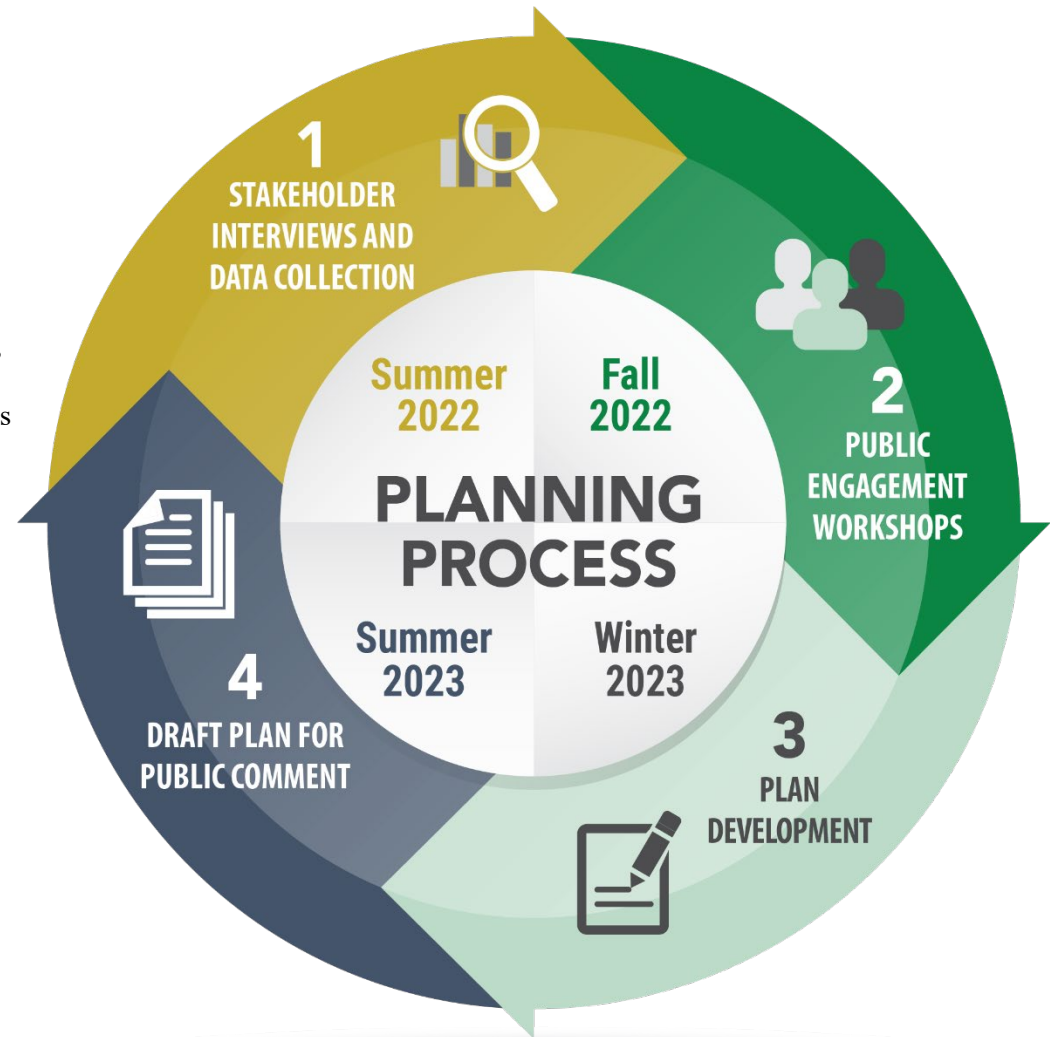 1
STAKEHOLDER
INTERVIEWS AND
DATA COLLECTION
2
PUBLIC
ENGAGEMENT
WORKSHOPS
3
PLAN
DEVELOPMENT
4
DRAFT PLAN FOR
PUBLIC COMMENT
Summer
2022
Fall
2022
PLANNING
PROCESS
Summer
2023
Winter
2023
s